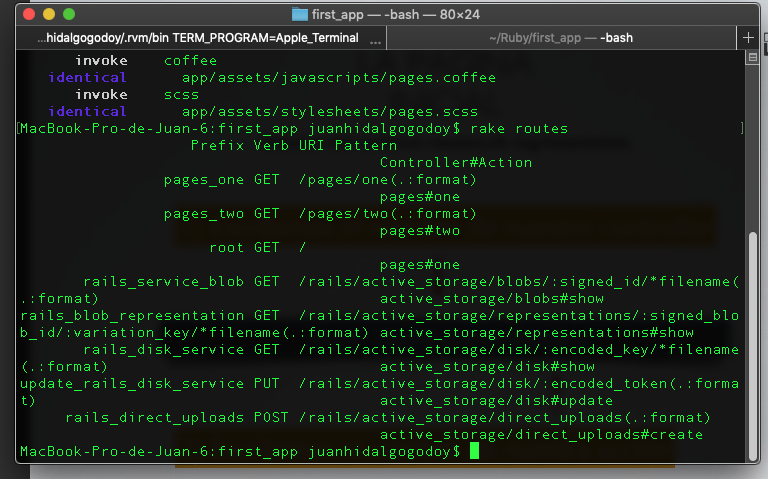 first_app — -bash — 80×24
...hidalgogodoy/.rvm/bin TERM_PROGRAM=Apple_Terminal ...
~/Ruby/first_app — -bash
+
invoke coffee
identical app/assets/javascripts/pages.coffee
invoke scss
identical app/assets/stylesheets/pages.scss
[MacBook-Pro-de-Juan-6:first_app juanhidalgogodoy$ rake routes ]
Prefix Verb URI Pattern
Controller#Action
pages_one GET /pages/one(.:format)
pages#one
pages_two GET /pages/two(.:format)
pages#two
root GET /
pages#one
rails_service_blob GET /rails/active_storage/blobs/:signed_id/*filename(
.:format) active_storage/blobs#show
rails_blob_representation GET /rails/active_storage/representations/:signed_blo
b_id/:variation_key/*filename(.:format) active_storage/representations#show
rails_disk_service GET /rails/active_storage/disk/:encoded_key/*filename
(.:format) active_storage/disk#show
update_rails_disk_service PUT /rails/active_storage/disk/:encoded_token(.:forma
t) active_storage/disk#update
rails_direct_uploads POST /rails/active_storage/direct_uploads(.:format)
active_storage/direct_uploads#create
MacBook-Pro-de-Juan-6:first_app juanhidalgogodoy$